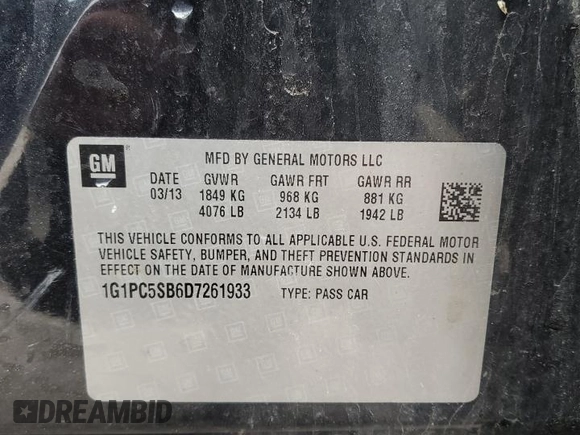 GM
MFD BY GENERAL MOTORS LLC
DATE GVWR GAWR FRT GAWR RR
03/13 1849 KG 968 KG 881 KG
4076 LB 2134 LB 1942 LB
THIS VEHICLE CONFORMS TO ALL APPLICABLE U.S. FEDERAL MOTOR
VEHICLE SAFETY, BUMPER, AND THEFT PREVENTION STANDARDS IN
EFFECT ON THE DATE OF MANUFACTURE SHOWN ABOVE.
1G1PC5SB6D7261933 TYPE: PASS CAR
DREAMBID